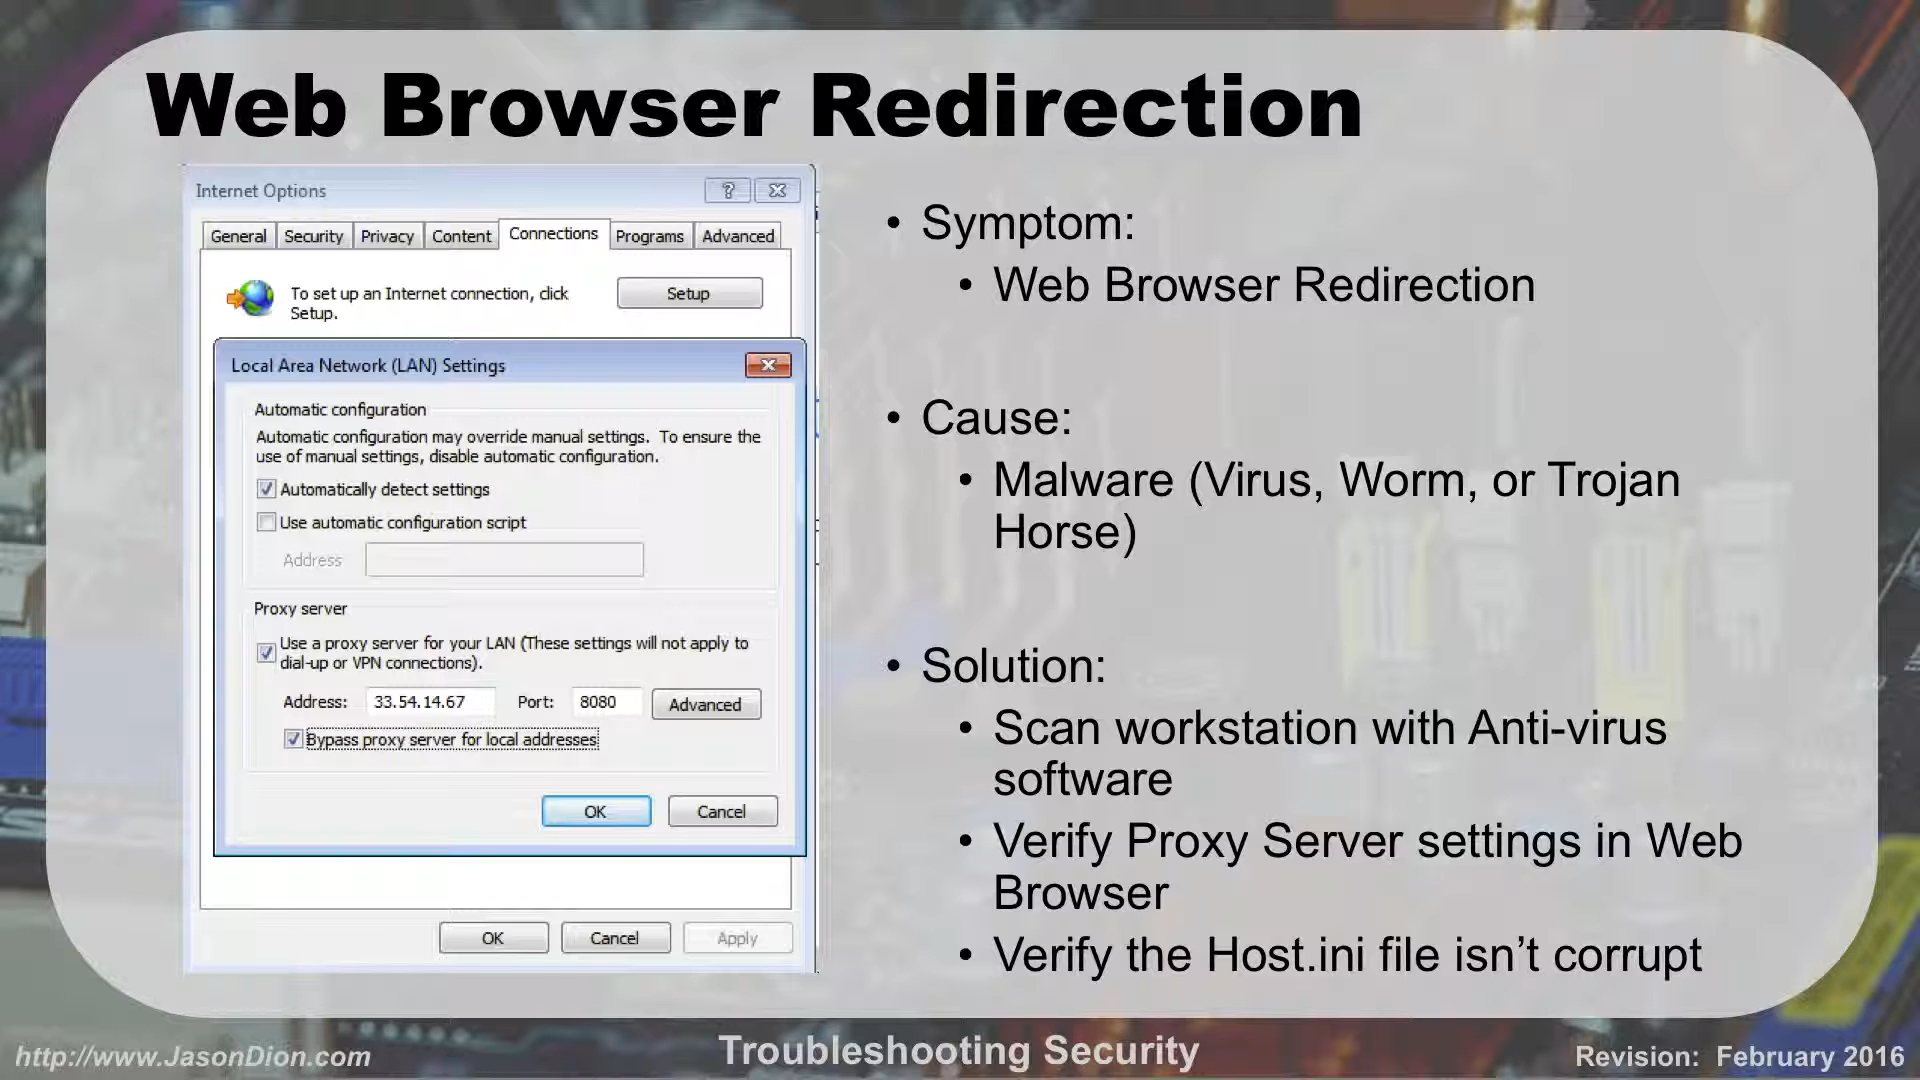 Web Browser Redirection
Internet Options
General Security Privacy Content Connections Programs Advanced
To set up an Internet connection, click
Setup.
Setup
Local Area Network (LAN) Settings
Automatic configuration
Automatic configuration may override manual settings. To ensure the
use of manual settings, disable automatic configuration.
Automatically detect settings
Use automatic configuration script
Address
Proxy server
Use a proxy server for your LAN (These settings will not apply to
dial-up or VPN connections).
Address: 33.54.14.67 Port: 8080 Advanced
Bypass proxy server for local addresses
OK Cancel
OK Cancel Apply
• Symptom:
• Web Browser Redirection
• Cause:
• Malware (Virus, Worm, or Trojan
Horse)
• Solution:
• Scan workstation with Anti-virus
software
• Verify Proxy Server settings in Web
Browser
• Verify the Host.ini file isn’t corrupt
http://www.JasonDion.com
Troubleshooting Security
Revision: February 2016